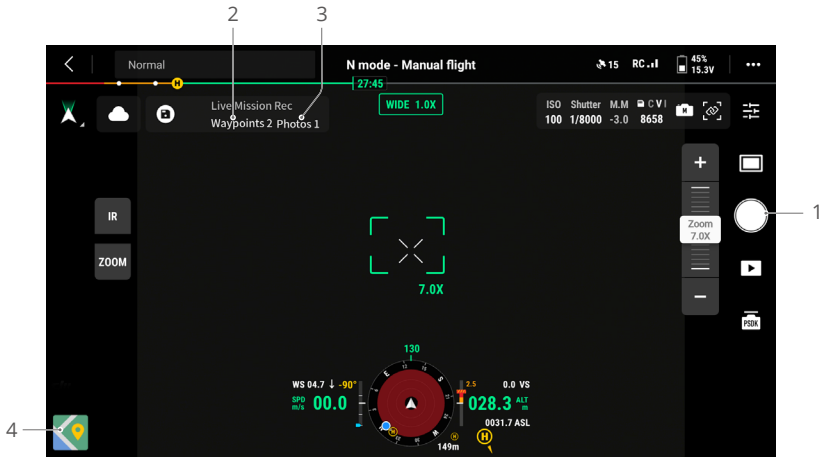 2
3
Normal
N mode - Manual flight
15
RC
45%
15.3V
H
27:45
Live Mission Rec
Waypoints 2 Photos 1
WIDE 1.0X
ISO Shutter M.M C V I
100 1/8000 -3.0 8658
M
IR
ZOOM
+
Zoom
7.0X
−
1
PSDK
7.0X
130
WS 04.7 ↓ -90°
2.5
0.0 VS
SPD
m/s
00.0
028.3
ALT
m
0031.7 ASL
12
15
E
S
W
H
H
H
149m
4